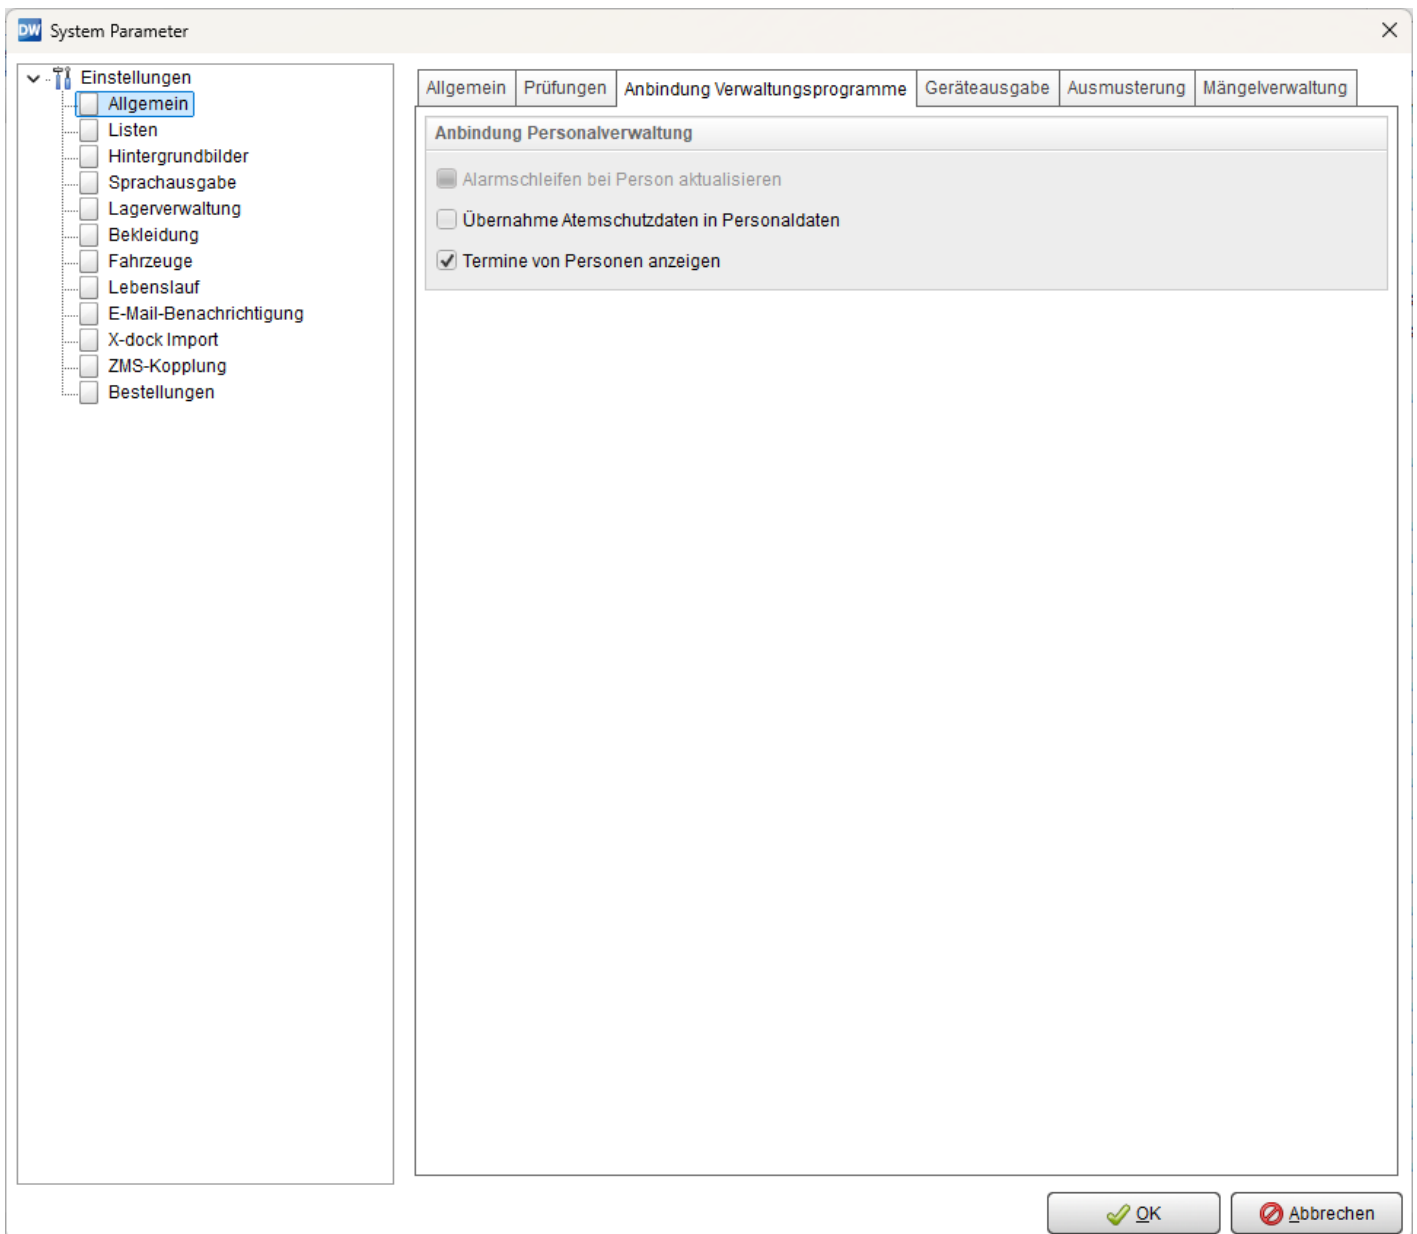 DW System Parameter
Einstellungen
Allgemein
Listen
Hintergrundbilder
Sprachausgabe
Lagerverwaltung
Bekleidung
Fahrzeuge
Lebenslauf
E-Mail-Benachrichtigung
X-dock Import
ZMS-Kopplung
Bestellungen
Allgemein Prüfungen Anbindung Verwaltungsprogramme Geräteausgabe Ausmusterung Mängelverwaltung
Anbindung Personalverwaltung
Alarmschleifen bei Person aktualisieren
Übernahme Atemschutzdaten in Personaldaten
Termine von Personen anzeigen
OK Abbrechen